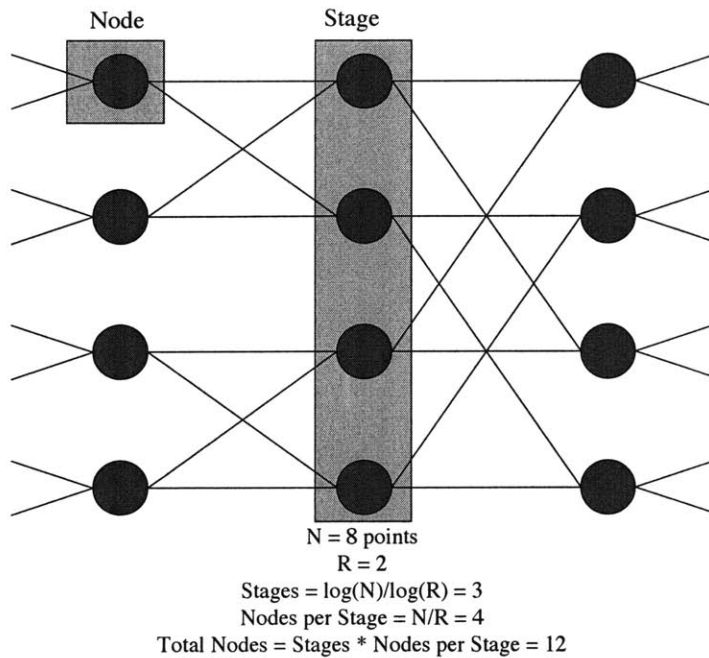 Node
Stage
N = 8 points
R = 2
Stages = log(N)/log(R) = 3
Nodes per Stage = N/R = 4
Total Nodes = Stages * Nodes per Stage = 12